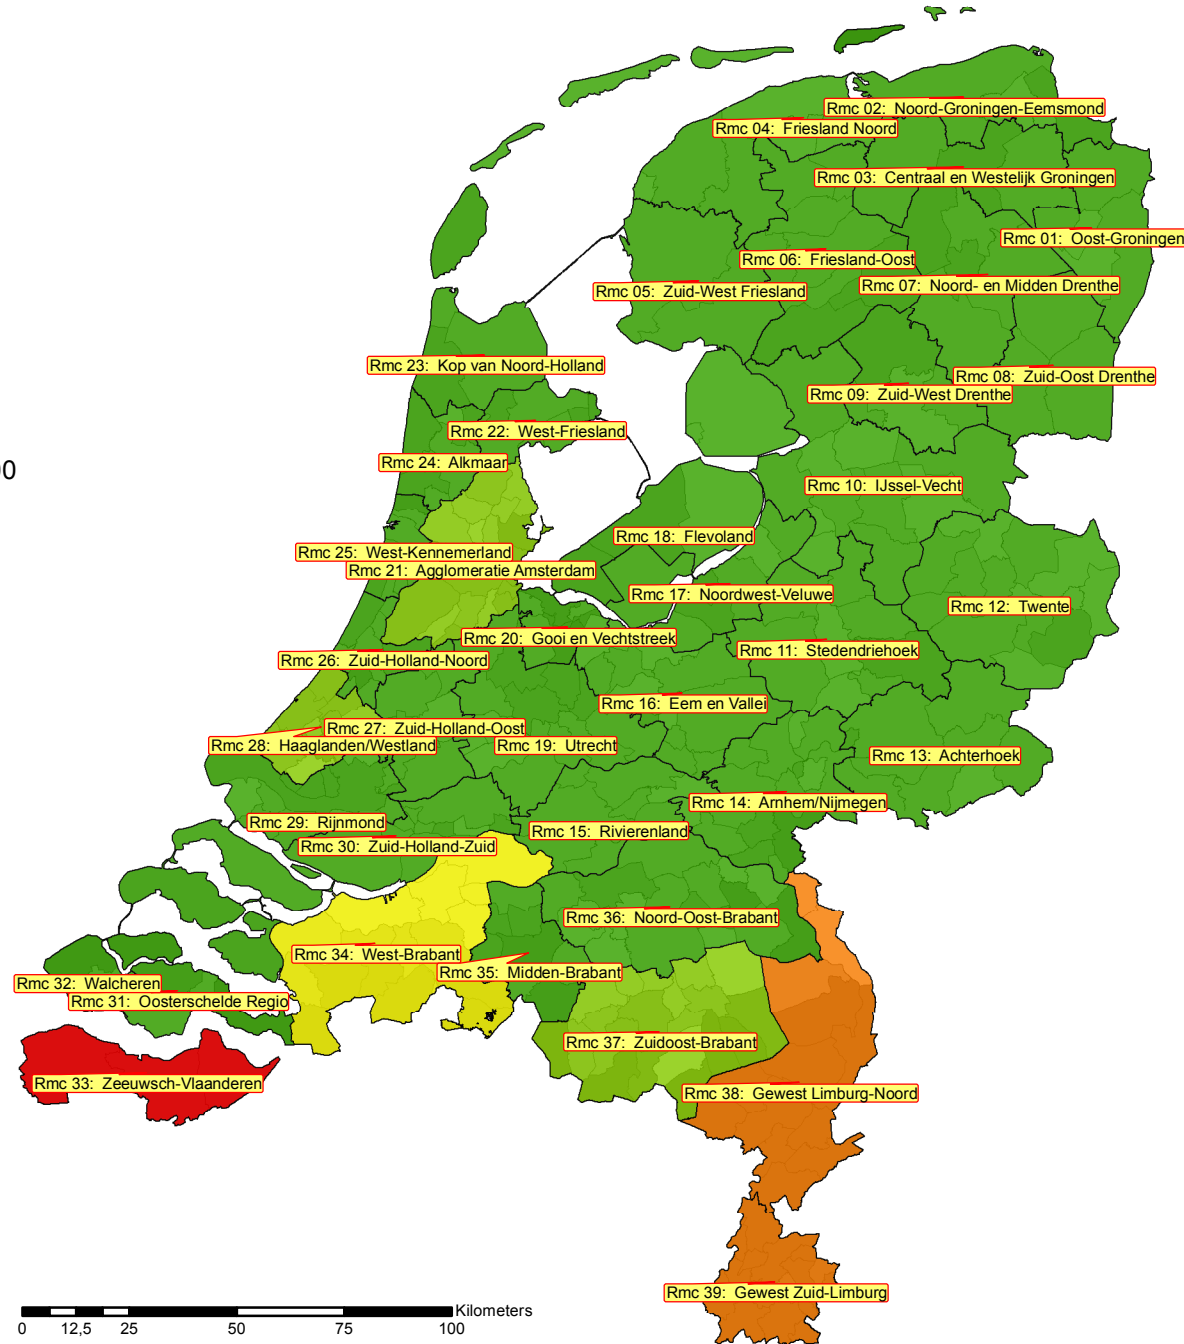 Rmc 02: Noord-Groningen-Eemsmond
Rmc 04: Friesland Noord
Rmc 03: Centraal en Westelijk Groningen
Rmc 01: Oost-Groningen
Rmc 06: Friesland-Oost
Rmc 07: Noord- en Midden Drenthe
Rmc 05: Zuid-West Friesland
Rmc 23: Kop van Noord-Holland
Rmc 08: Zuid-Oost Drenthe
Rmc 09: Zuid-West Drenthe
Rmc 22: West-Friesland
Rmc 24: Alkmaar
00
Rmc 10: IJssel-Vecht
Rmc 18: Flevoland
Rmc 25: West-Kennemerland
Rmc 21: Agglomeratie Amsterdam
Rmc 17: Noordwest-Veluwe
Rmc 12: Twente
Rmc 20: Gooi en Vechtstreek
Rmc 11: Stedendriehoek
Rmc 26: Zuid-Holland-Noord
Rmc 16: Eem en Vallei
Rmc 27: Zuid-Holland-Oost
Rmc 28: Haaglanden/Westland
Rmc 19: Utrecht
Rmc 13: Achterhoek
Rmc 14: Arnhem/Nijmegen
Rmc 29: Rijnmond
Rmc 15: Rivierenland
Rmc 30: Zuid-Holland-Zuid
Rmc 36: Noord-Oost-Brabant
Rmc 34: West-Brabant
Rmc 35: Midden-Brabant
Rmc 32: Walcheren
Rmc 31: Oosterschelde Regio
Rmc 37: Zuidoost-Brabant
Rmc 33: Zeeuwsch-Vlaanderen
Rmc 38: Gewest Limburg-Noord
Rmc 39: Gewest Zuid-Limburg
Kilometers
0 12,5 25 50 75 100